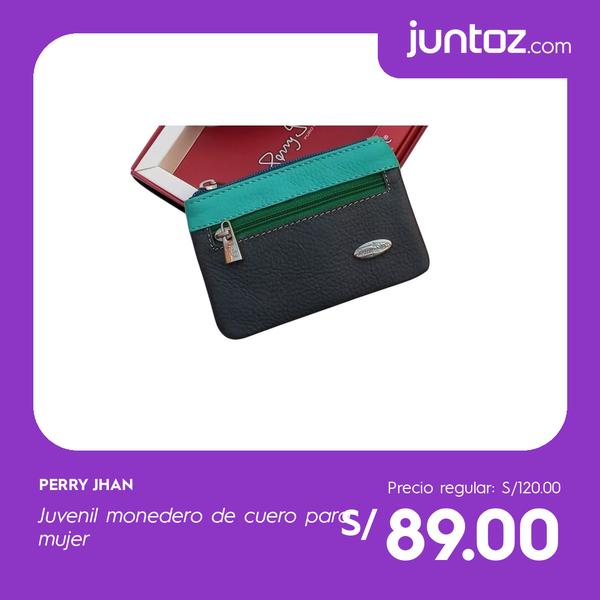 juntoz.com
PERRY JHAN
Juvenil monedero de cuero para
mujer
Precio regular: S/120.00
S/ 89.00